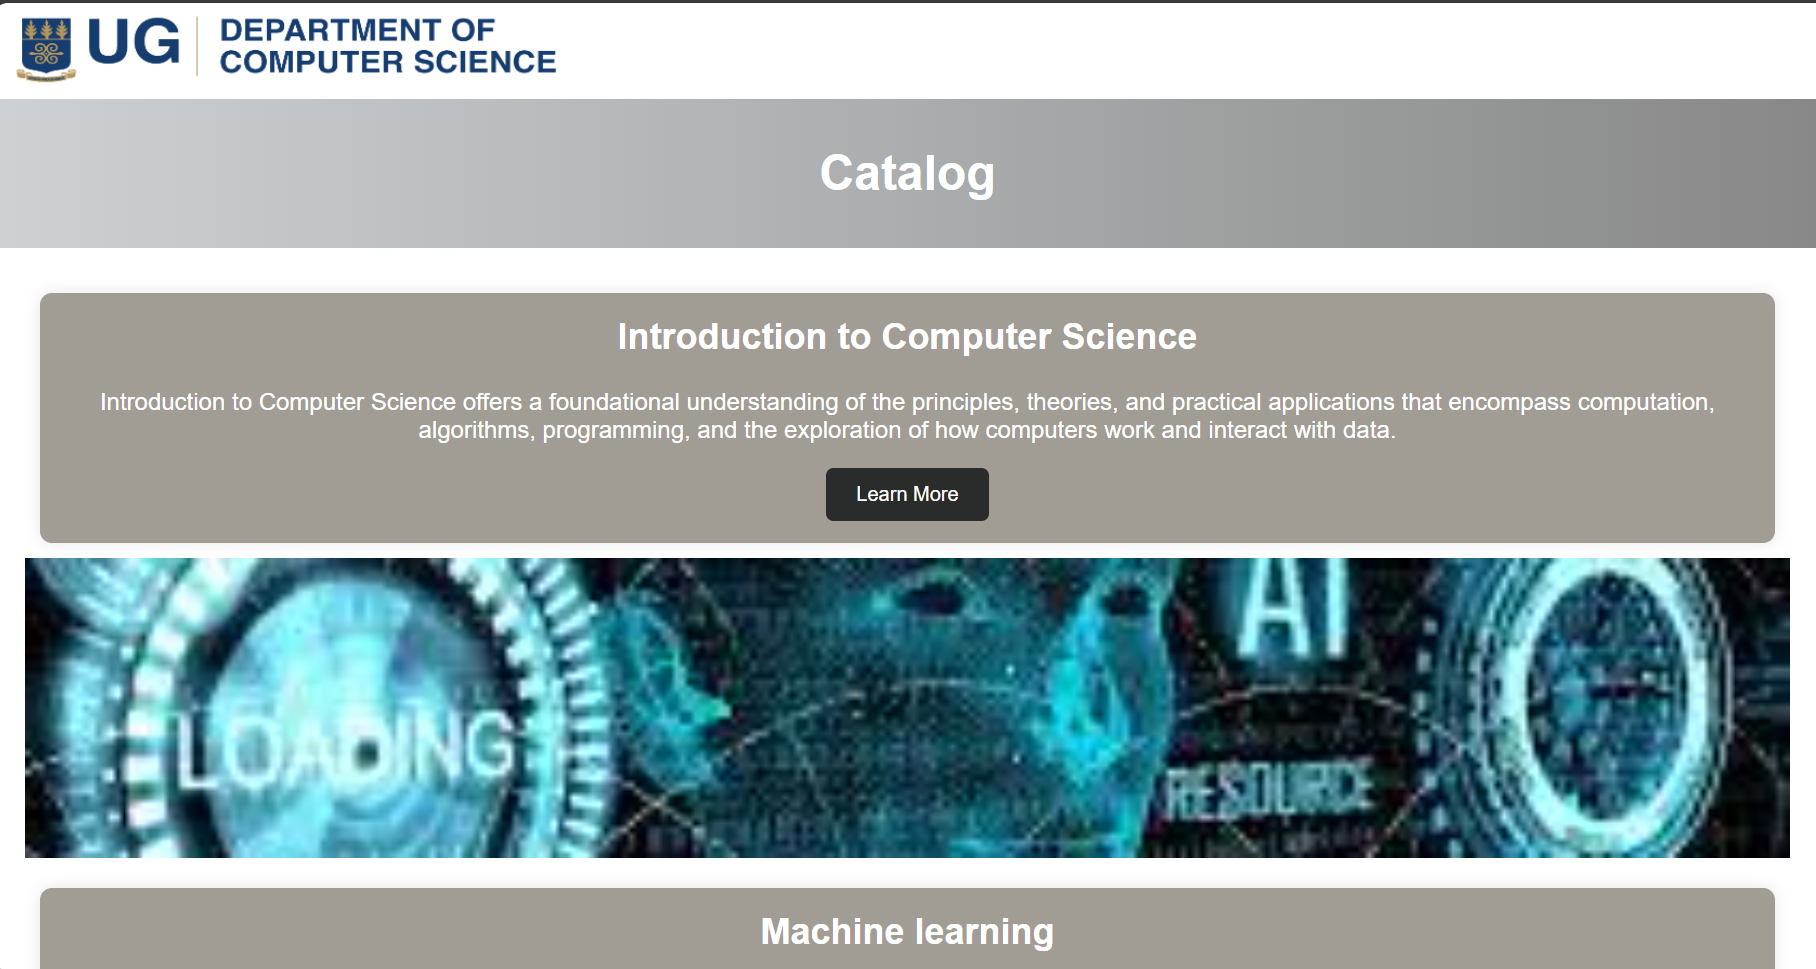 UG
DEPARTMENT OF
COMPUTER SCIENCE
Catalog
Introduction to Computer Science
Introduction to Computer Science offers a foundational understanding of the principles, theories, and practical applications that encompass computation,
algorithms, programming, and the exploration of how computers work and interact with data.
Learn More
AI
LOADING
RESOURCE
Machine learning